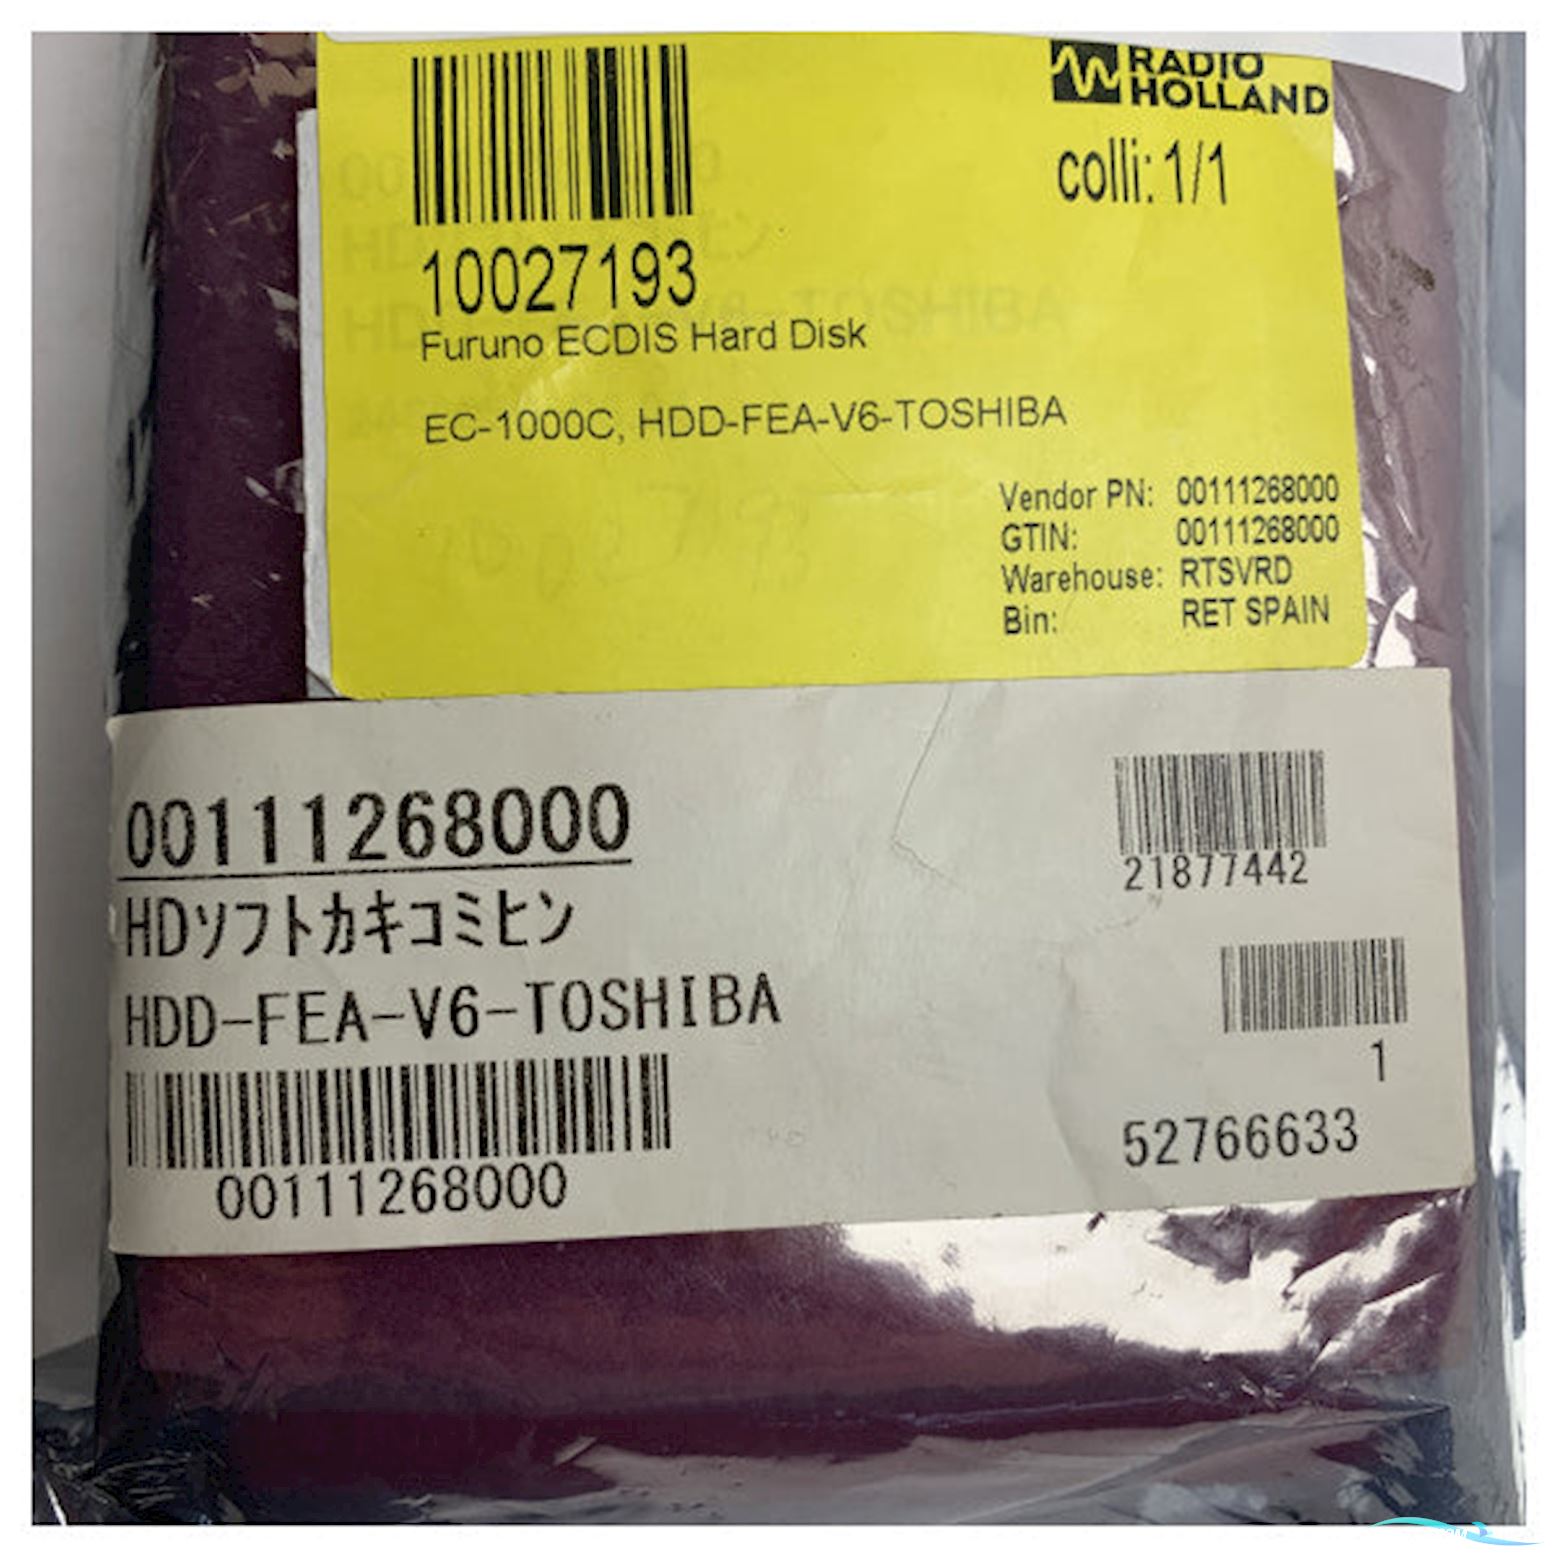 RADIO
HOLLAND
colli: 1/1
10027193
Furuno ECDIS Hard Disk
EC-1000C, HDD-FEA-V6-TOSHIBA
Vendor PN: 00111268000
GTIN: 00111268000
Warehouse: RTSVRD
Bin: RET SPAIN
00111268000
HDソフトカキコミヒン
HDD-FEA-V6-TOSHIBA
00111268000
21877442
1
52766633